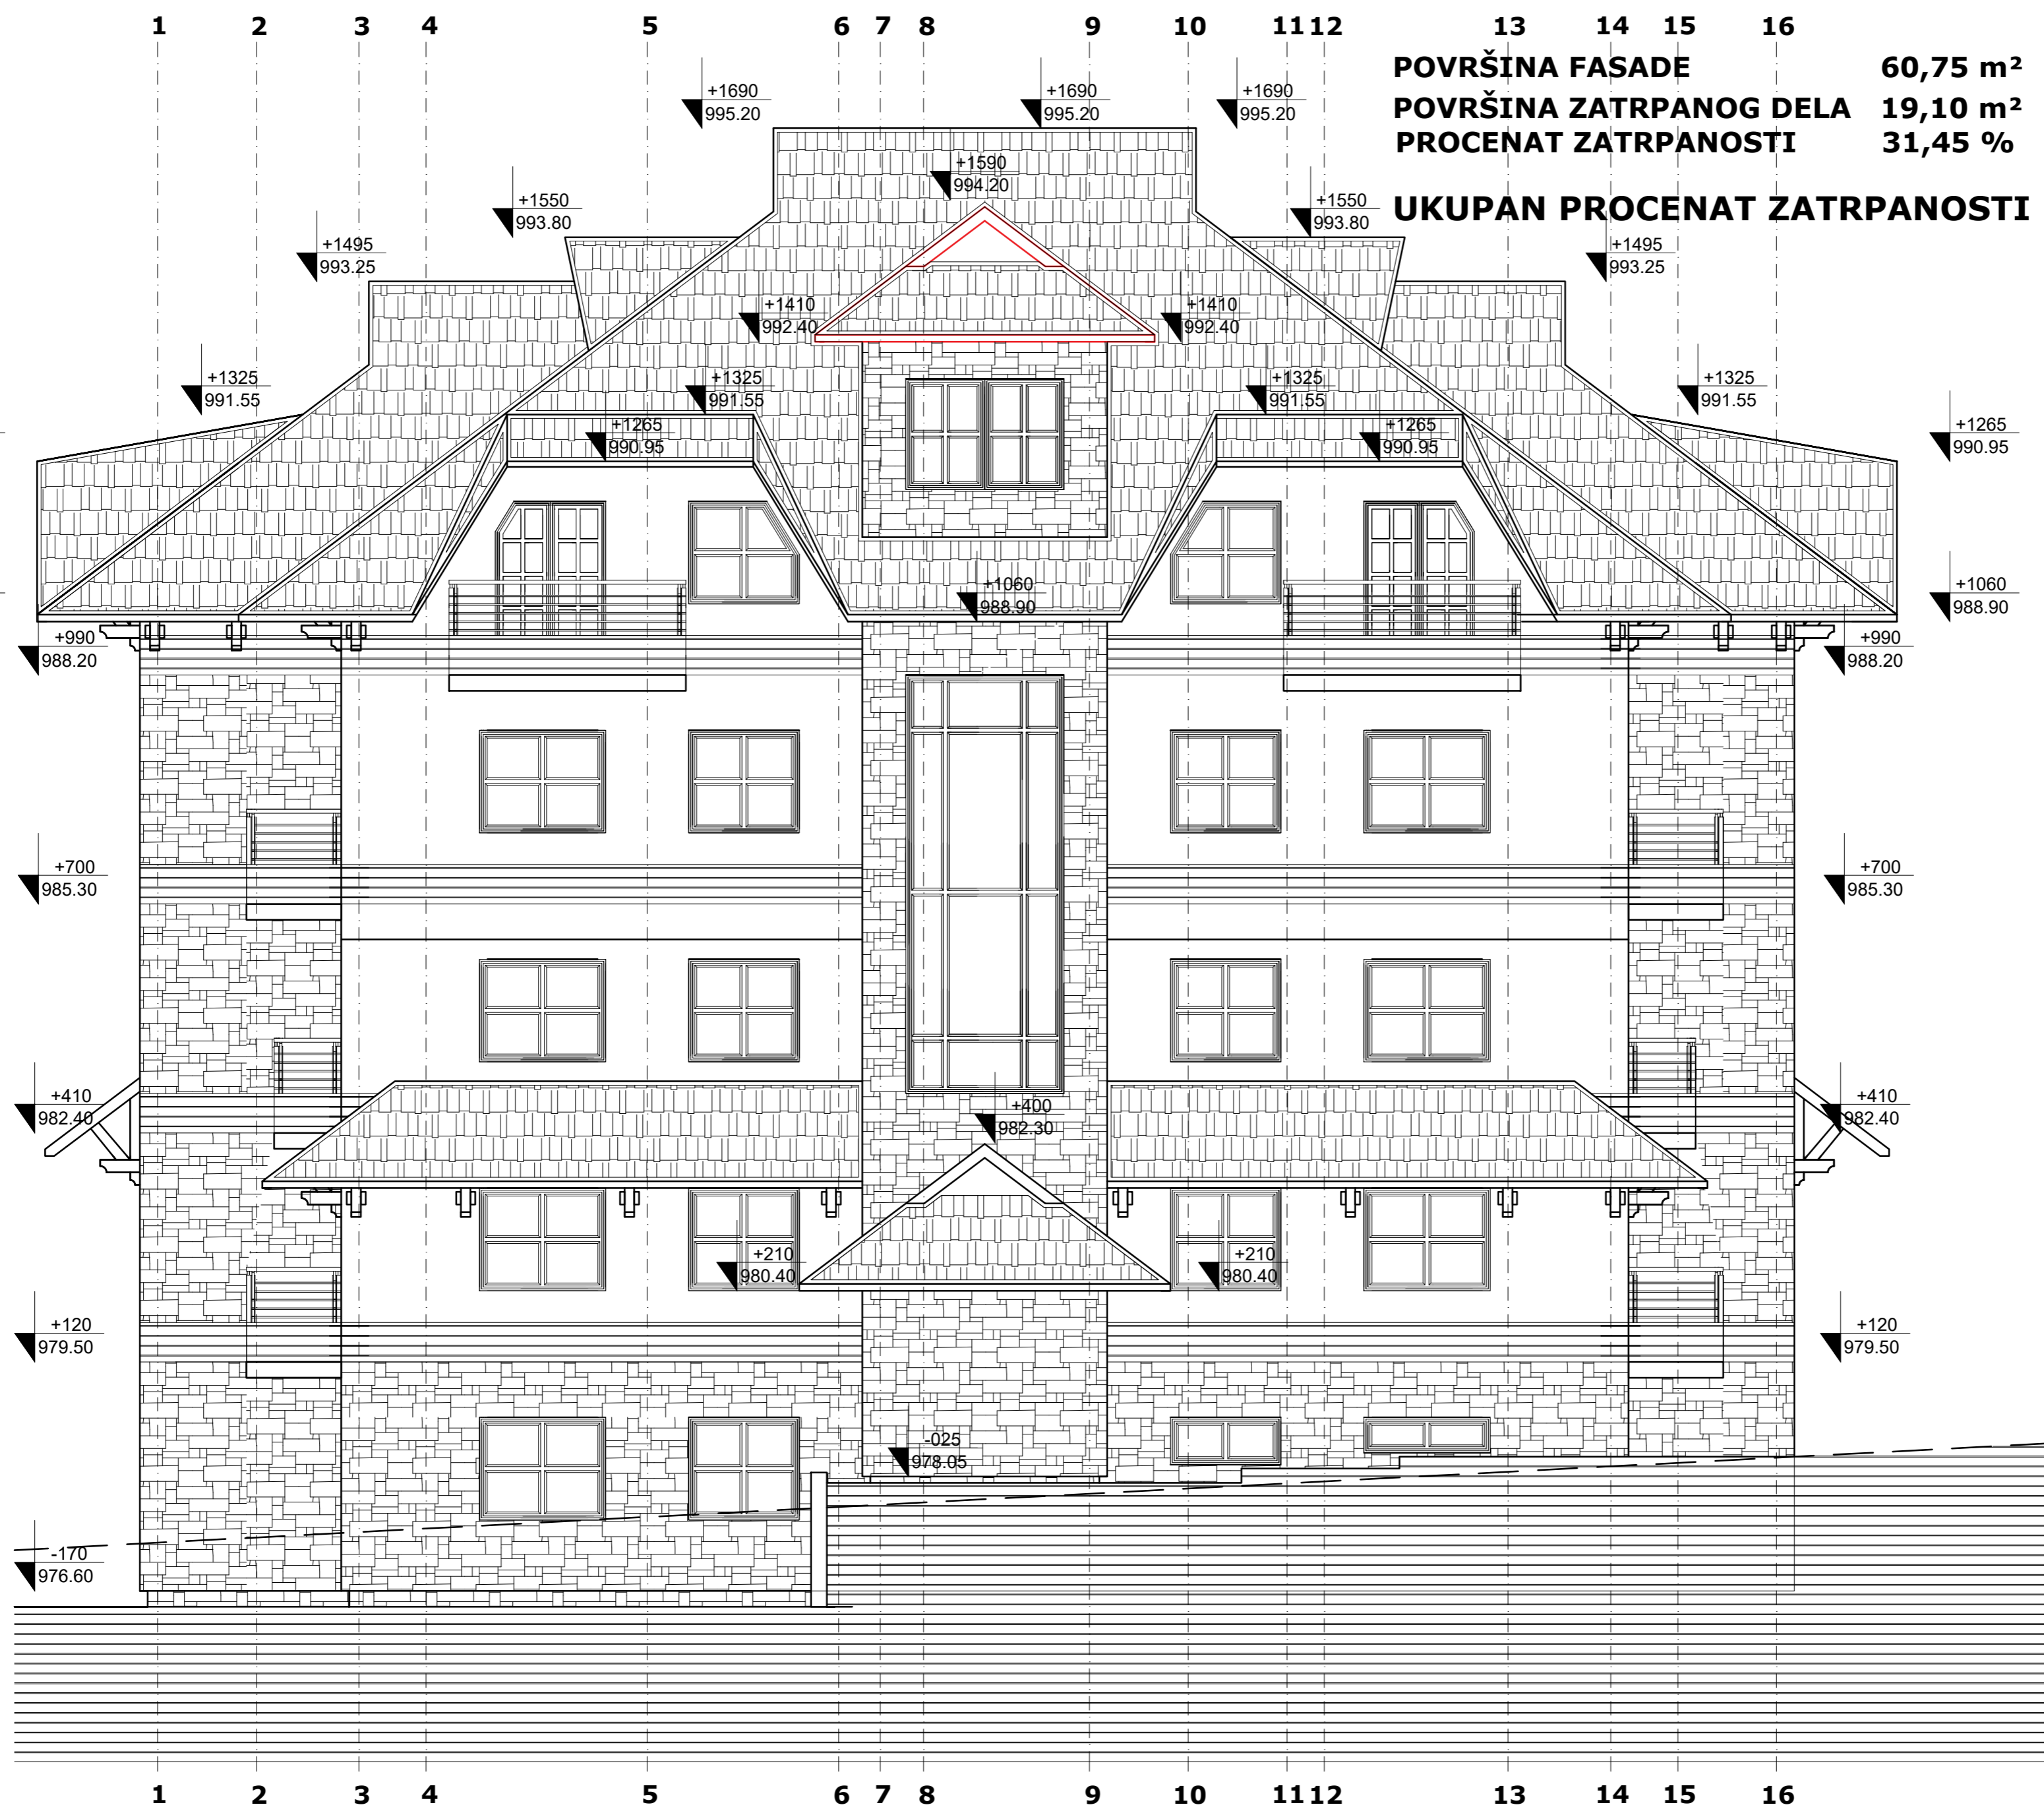 1 2 3 4 5 6 7 8 9 10 11 12 13 14 15 16
POVRŠINA FASADE 60,75 m²
POVRŠINA ZATRPANOG DELA 19,10 m²
PROCENAT ZATRPANOSTI 31,45 %
UKUPAN PROCENAT ZATRPANOSTI
+1690 +1690 +1690
995.20 995.20 995.20
+1590
994.20
+1550 +1550
993.80 993.80
+1495 +1495
993.25 993.25
+1410 +1410
992.40 992.40
+1325 +1325 +1325 +1325
991.55 991.55 991.55 991.55
+1265 +1265 +1265
990.95 990.95 990.95
+1060 +1060
988.90 988.90
+990 +990
988.20 988.20
+700 +700
985.30 985.30
+410 +400 +410
982.40 982.30 982.40
+210 +210
980.40 980.40
+120 +120
979.50 979.50
-025
978.05
-170
976.60
1 2 3 4 5 6 7 8 9 10 11 12 13 14 15 16